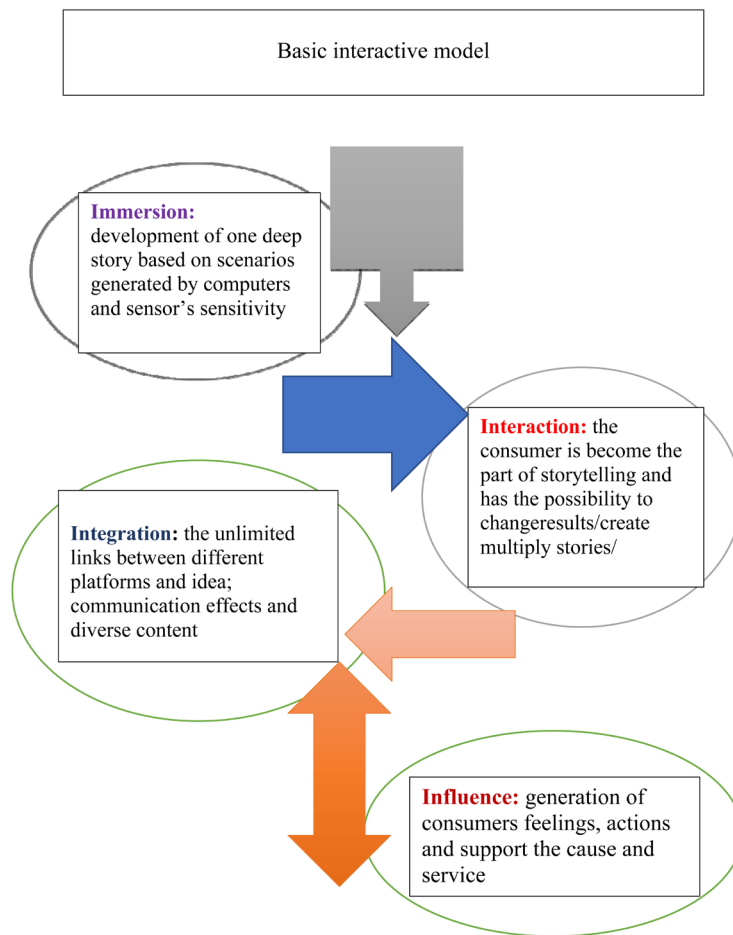 Basic interactive model
Immersion:
development of one deep
story based on scenarios
generated by computers
and sensor’s sensitivity
Interaction: the
consumer is become the
part of storytelling and
has the possibility to
changeresults/create
multiply stories/
Integration: the unlimited
links between different
platforms and idea;
communication effects and
diverse content
Influence: generation of
consumers feelings, actions
and support the cause and
service